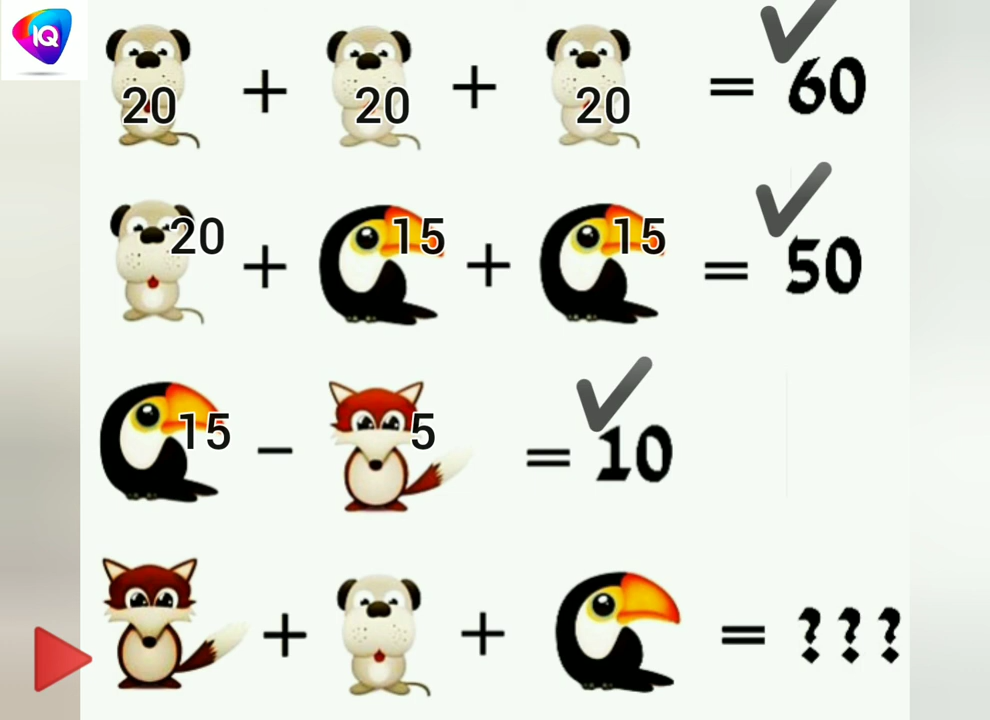 IQ
20 + 20 + 20 = 60
20 + 15 + 15 = 50
15 - 5 = 10
+ + = ???